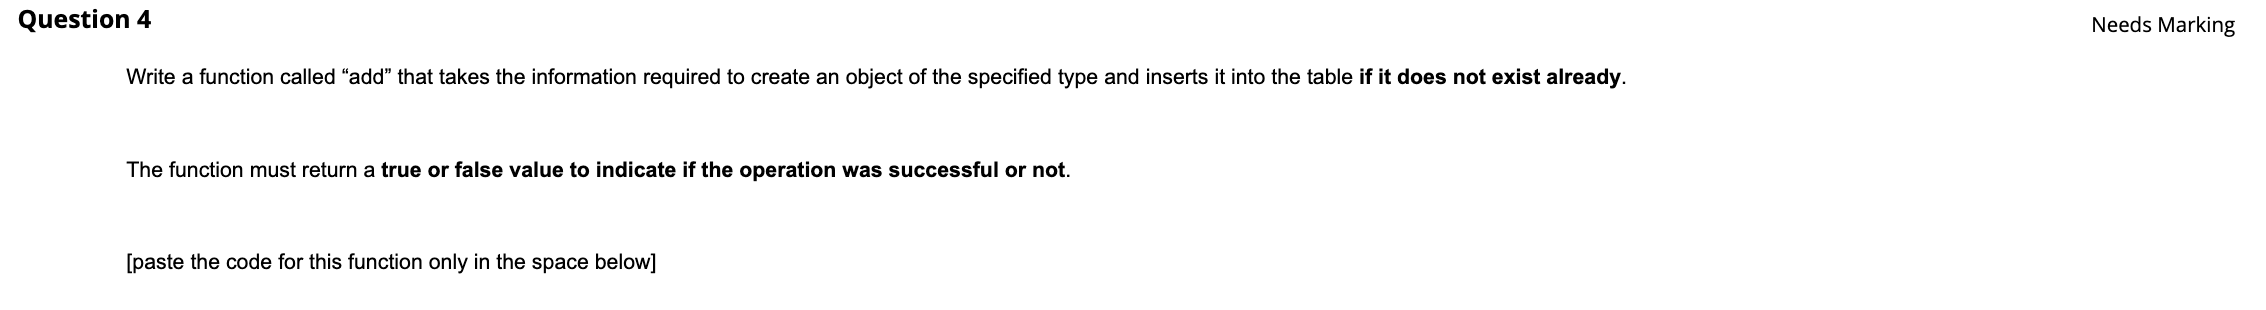 Question 4
Needs Marking
Write a function called “add” that takes the information required to create an object of the specified type and inserts it into the table if it does not exist already.
The function must return a true or false value to indicate if the operation was successful or not.
[paste the code for this function only in the space below]